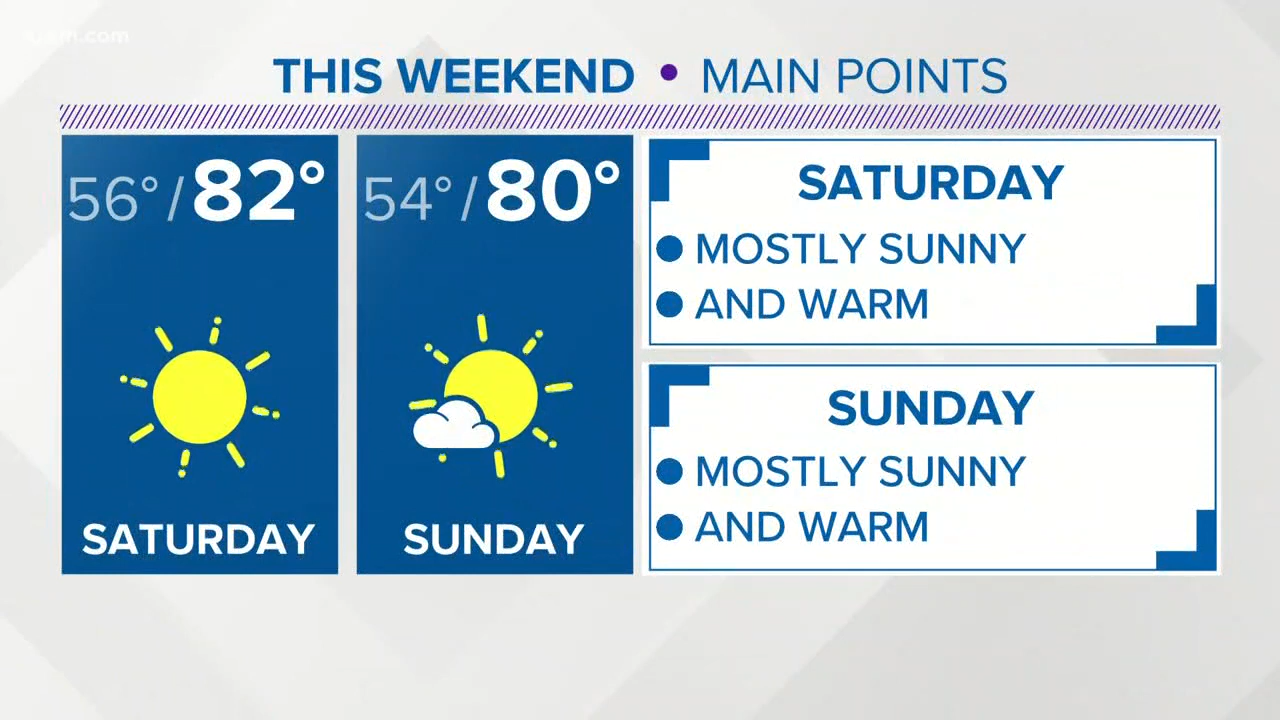 THIS WEEKEND • MAIN POINTS
56°/82°
SATURDAY
54°/80°
SUNDAY
SATURDAY
● MOSTLY SUNNY
● AND WARM
SUNDAY
● MOSTLY SUNNY
● AND WARM